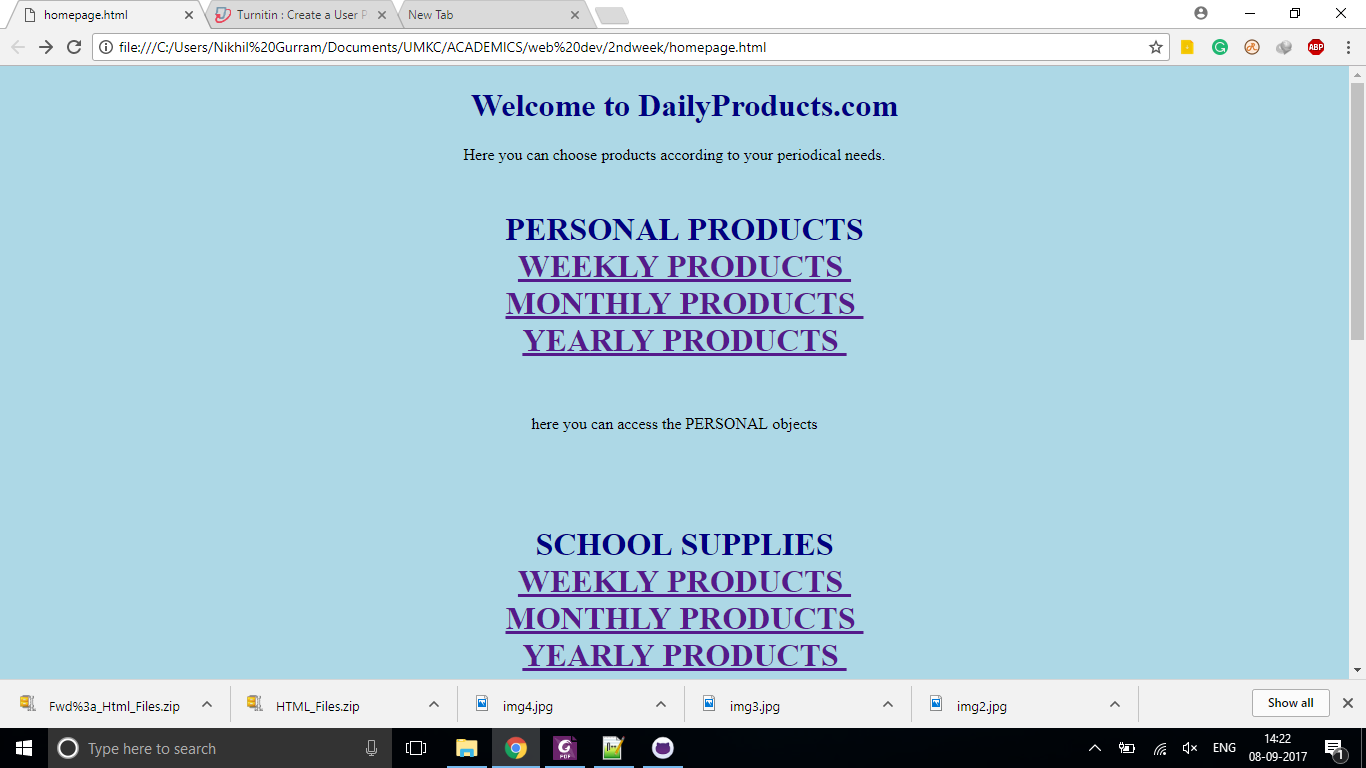 homepage.html
Turnitin : Create a User P
New Tab
file:///C:/Users/Nikhil%20Gurram/Documents/UMKC/ACADEMICS/web%20dev/2ndweek/homepage.html
ABP
Welcome to DailyProducts.com
Here you can choose products according to your periodical needs.
PERSONAL PRODUCTS
WEEKLY PRODUCTS
MONTHLY PRODUCTS
YEARLY PRODUCTS
here you can access the PERSONAL objects
SCHOOL SUPPLIES
WEEKLY PRODUCTS
MONTHLY PRODUCTS
YEARLY PRODUCTS
Fwd%3a_Html_Files.zip
HTML_Files.zip
img4.jpg
img3.jpg
img2.jpg
Show all
Type here to search
PDF
ENG
14:22
08-09-2017
1